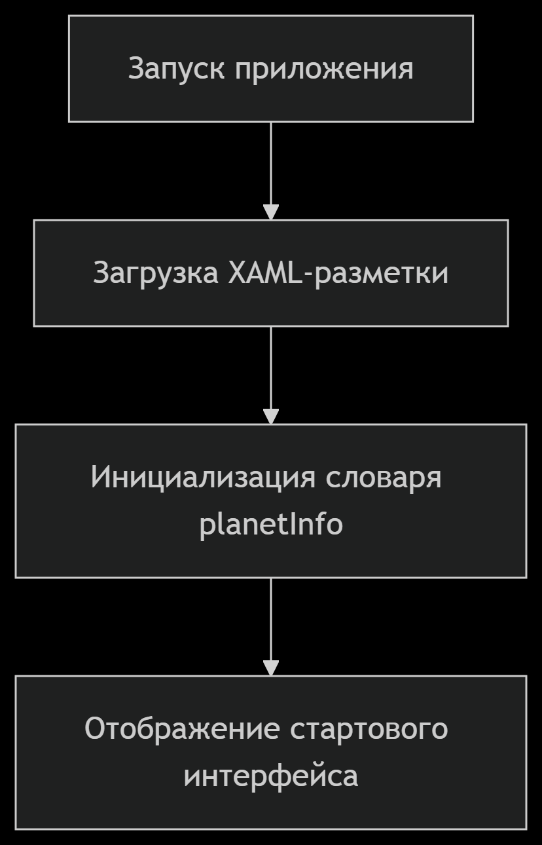 Запуск приложения
Загрузка XAML-разметки
Инициализация словаря
planetInfo
Отображение стартового
интерфейса